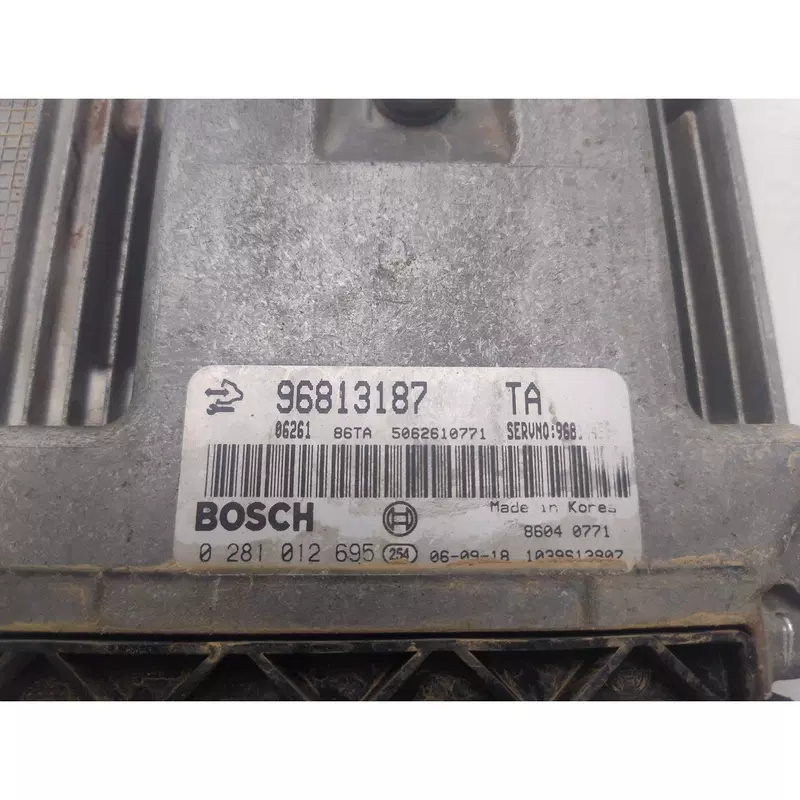 96813187 TA
06261 86TA 5062610771 SERVNO:968
BOSCH Made in Korea
8604 0771
0 281 012 695 254 06-09-18 1039S13807